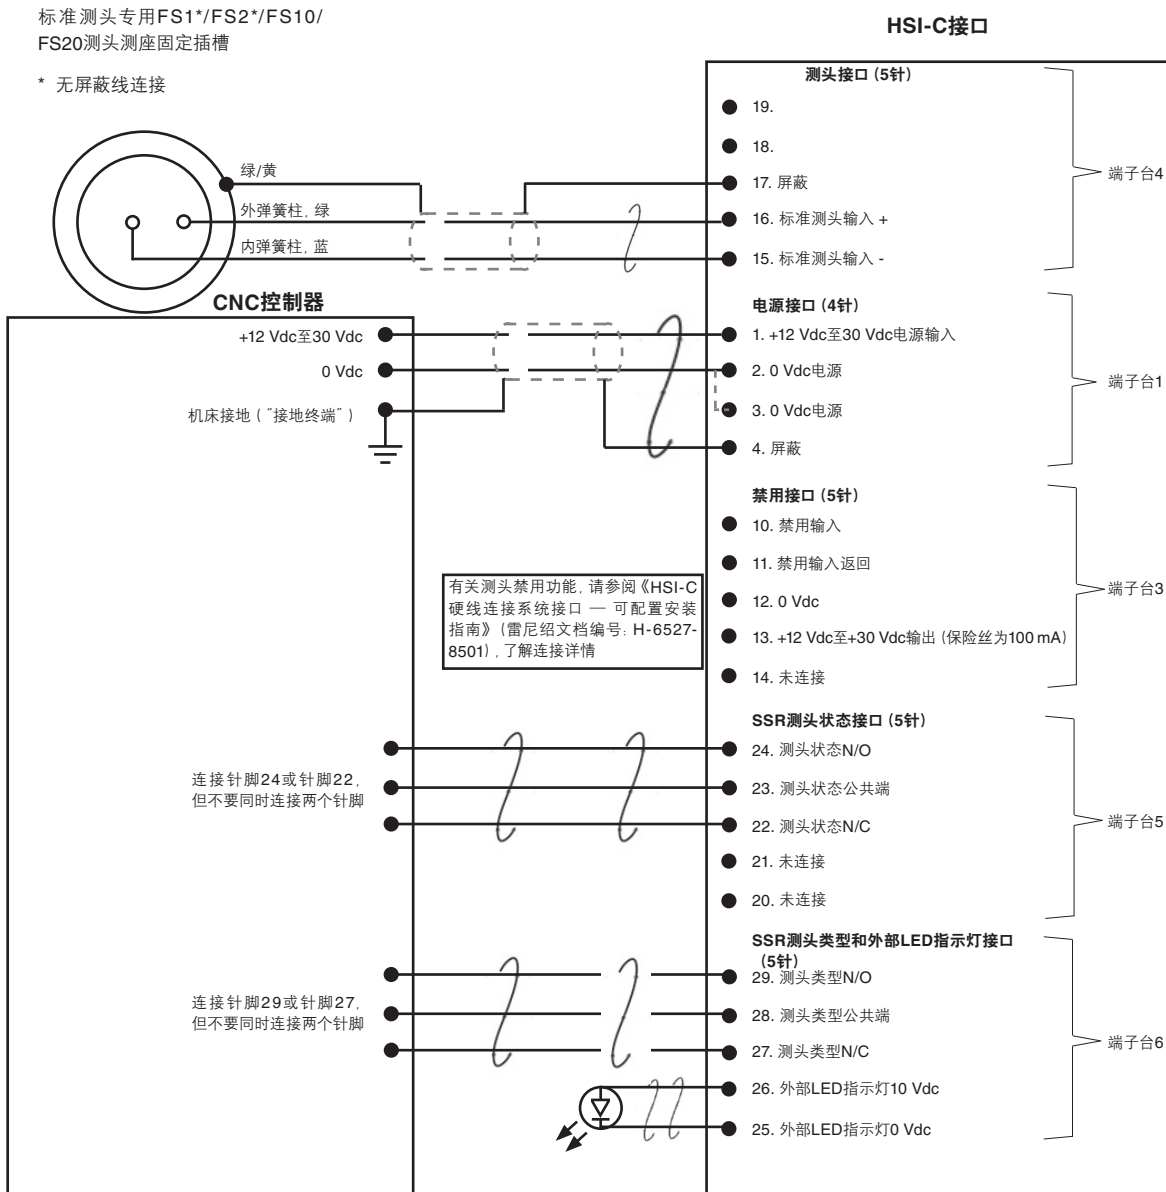 标准测头专用FS1*/FS2*/FS10/
FS20测头测座固定插槽
* 无屏蔽线连接
HSI-C接口
测头接口 (5针)
19.
18.
17. 屏蔽
16. 标准测头输入 +
15. 标准测头输入 -
端子台4
绿/黄
外弹簧柱, 绿
内弹簧柱, 蓝
CNC控制器
+12 Vdc至30 Vdc
0 Vdc
机床接地 (“接地终端”)
电源接口 (4针)
1. +12 Vdc至30 Vdc电源输入
2. 0 Vdc电源
3. 0 Vdc电源
4. 屏蔽
端子台1
禁用接口 (5针)
10. 禁用输入
11. 禁用输入返回
12. 0 Vdc
13. +12 Vdc至+30 Vdc输出 (保险丝为100 mA)
14. 未连接
端子台3
有关测头禁用功能, 请参阅《HSI-C
硬线连接系统接口 — 可配置安装
指南》(雷尼绍文档编号: H-6527-
8501), 了解连接详情
SSR测头状态接口 (5针)
24. 测头状态N/O
23. 测头状态公共端
22. 测头状态N/C
21. 未连接
20. 未连接
端子台5
连接针脚24或针脚22,
但不要同时连接两个针脚
SSR测头类型和外部LED指示灯接口
(5针)
29. 测头类型N/O
28. 测头类型公共端
27. 测头类型N/C
26. 外部LED指示灯10 Vdc
25. 外部LED指示灯0 Vdc
端子台6
连接针脚29或针脚27,
但不要同时连接两个针脚